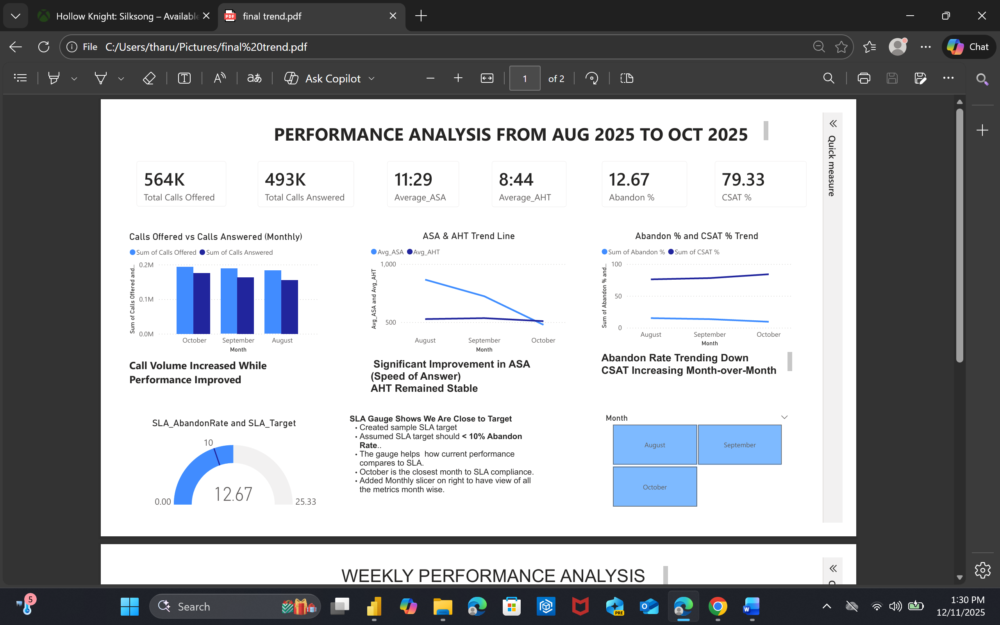 Hollow Knight: Silksong – Available
final trend.pdf
File C:/Users/tharu/Pictures/final%20trend.pdf
Chat
Ask Copilot
1 of 2
PERFORMANCE ANALYSIS FROM AUG 2025 TO OCT 2025
Quick measure
564K
Total Calls Offered
493K
Total Calls Answered
11:29
Average_ASA
8:44
Average_AHT
12.67
Abandon %
79.33
CSAT %
Calls Offered vs Calls Answered (Monthly)
Sum of Calls Offered Sum of Calls Answered
Sum of Calls Offered and...
0.2M
0.1M
0.0M
October September August
Month
Call Volume Increased While
Performance Improved
ASA & AHT Trend Line
Avg_ASA Avg_AHT
Avg_ASA and Avg_AHT
1,000
500
August September October
Month
Significant Improvement in ASA
(Speed of Answer)
AHT Remained Stable
Abandon % and CSAT % Trend
Sum of Abandon % Sum of CSAT %
Sum of Abandon % and...
100
50
0
August September October
Month
Abandon Rate Trending Down
CSAT Increasing Month-over-Month
SLA_AbandonRate and SLA_Target
10
12.67
0.00
25.33
SLA Gauge Shows We Are Close to Target
• Created sample SLA target
• Assumed SLA target should < 10% Abandon
Rate..
• The gauge helps  how current performance
compares to SLA.
• October is the closest month to SLA compliance.
• Added Monthly slicer on right to have view of all
the metrics month wise.
Month
August September
October
WEEKLY PERFORMANCE ANALYSIS
5
Search
PRE
1:30 PM
12/11/2025